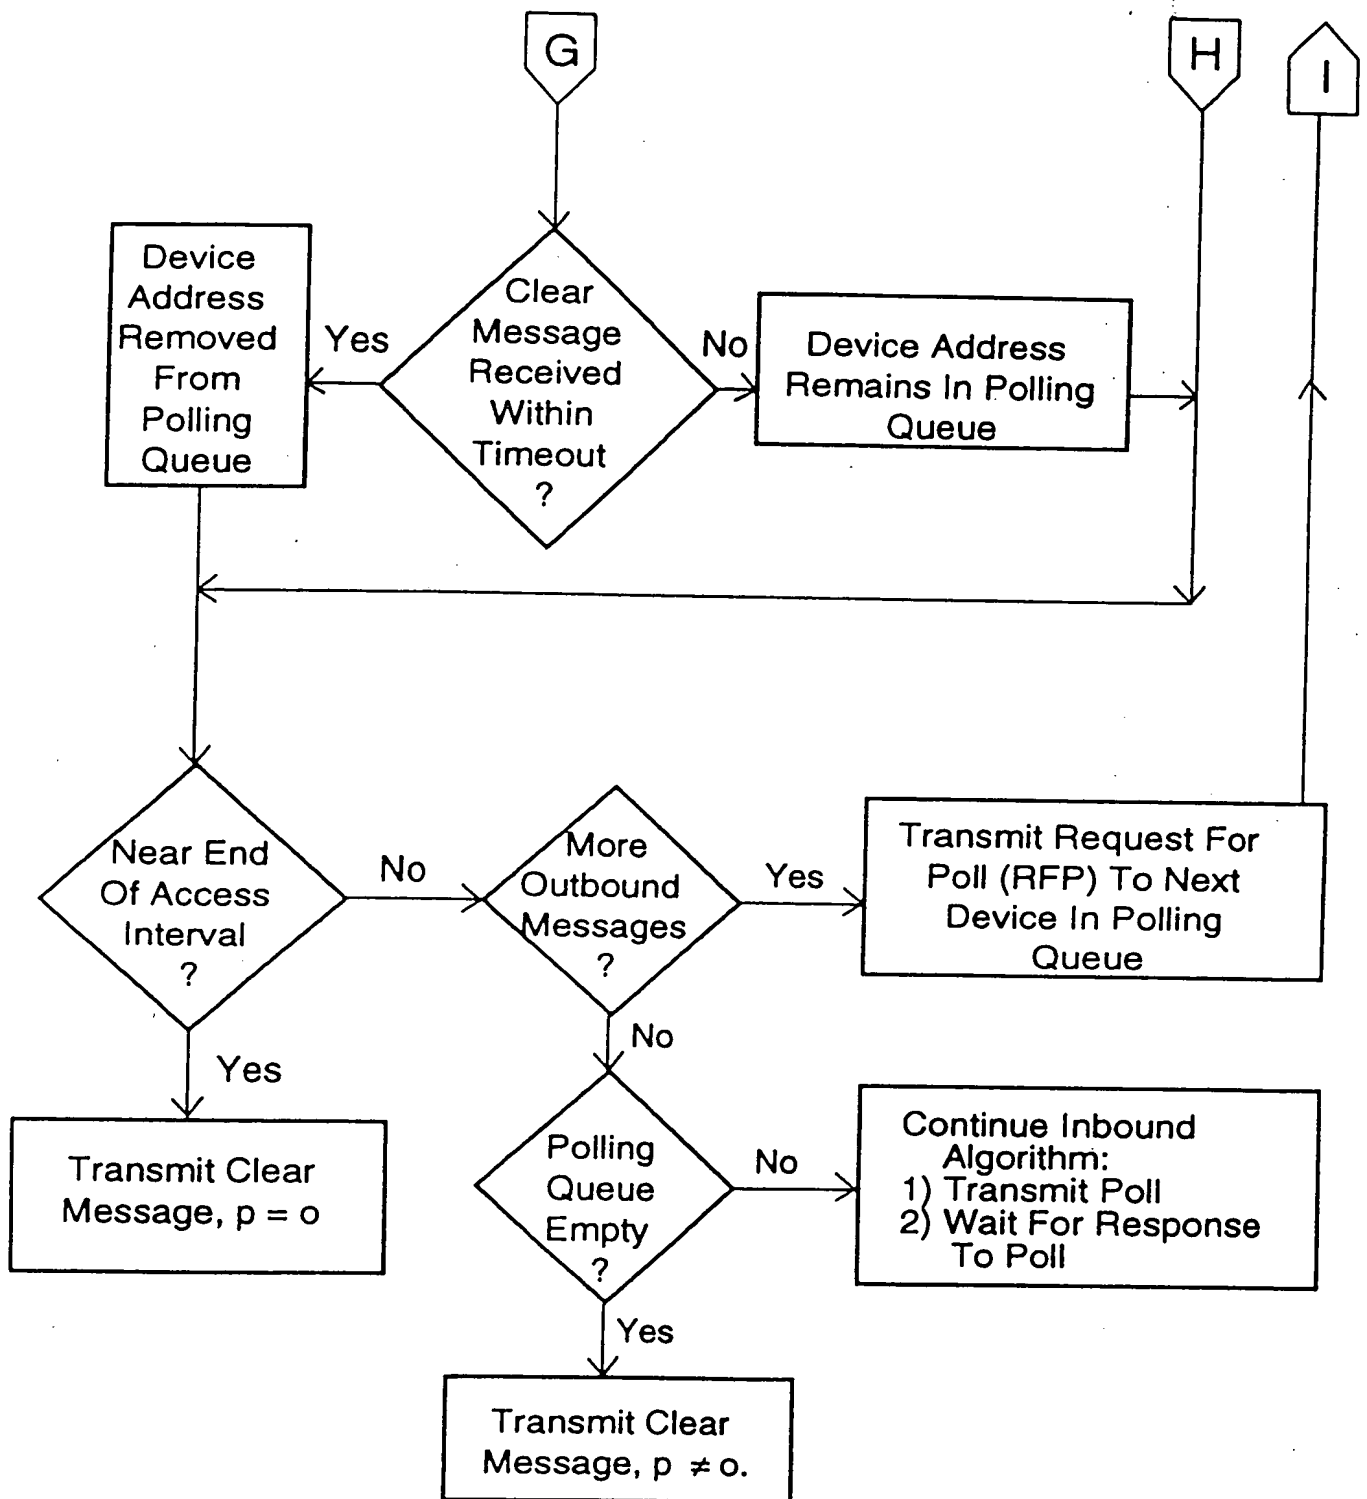 G
H
I
Device
Address
Removed
From
Polling
Queue
Yes
Clear
Message
Received
Within
Timeout
?
No
Device Address
Remains In Polling
Queue
Near End
Of Access
Interval
?
No
More
Outbound
Messages
?
Yes
Transmit Request For
Poll (RFP) To Next
Device In Polling
Queue
Yes
No
Transmit Clear
Message, p = o
Polling
Queue
Empty
?
No
Continue Inbound
Algorithm:
1) Transmit Poll
2) Wait For Response
To Poll
Yes
Transmit Clear
Message, p ≠ o.